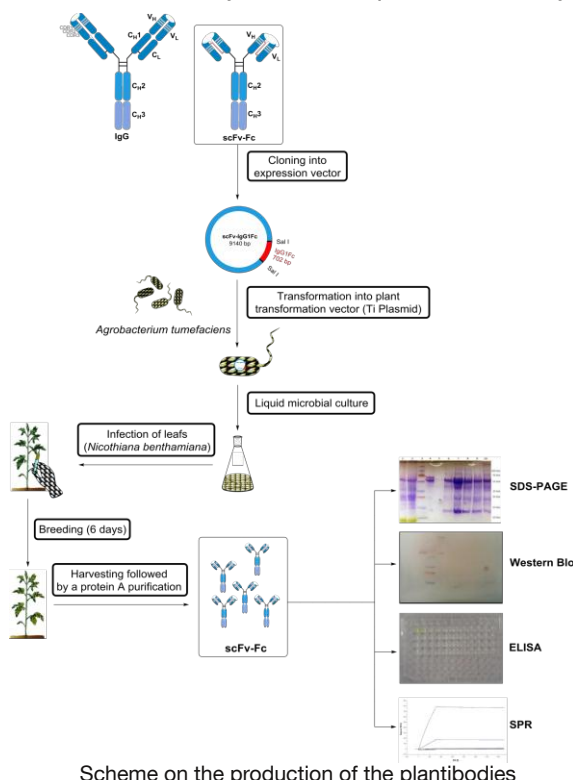 VH
VH
CH1
VL
CL
CH2
CH3
IgG
VH
VL
CH2
CH3
scFv-Fc
Cloning into
expression vector
scFv-IgG1Fc
9140 bp
Sal I
IgG1Fc
702 bp
Sal I
Transformation into plant
transformation vector (Ti Plasmid)
Agrobacterium tumefaciens
Liquid microbial culture
Infection of leafs
(Nicothiana benthamiana)
Breeding (6 days)
Harvesting followed
by a protein A purification
scFv-Fc
SDS-PAGE
Western Blo
ELISA
SPR
Scheme on the production of the plantibodies